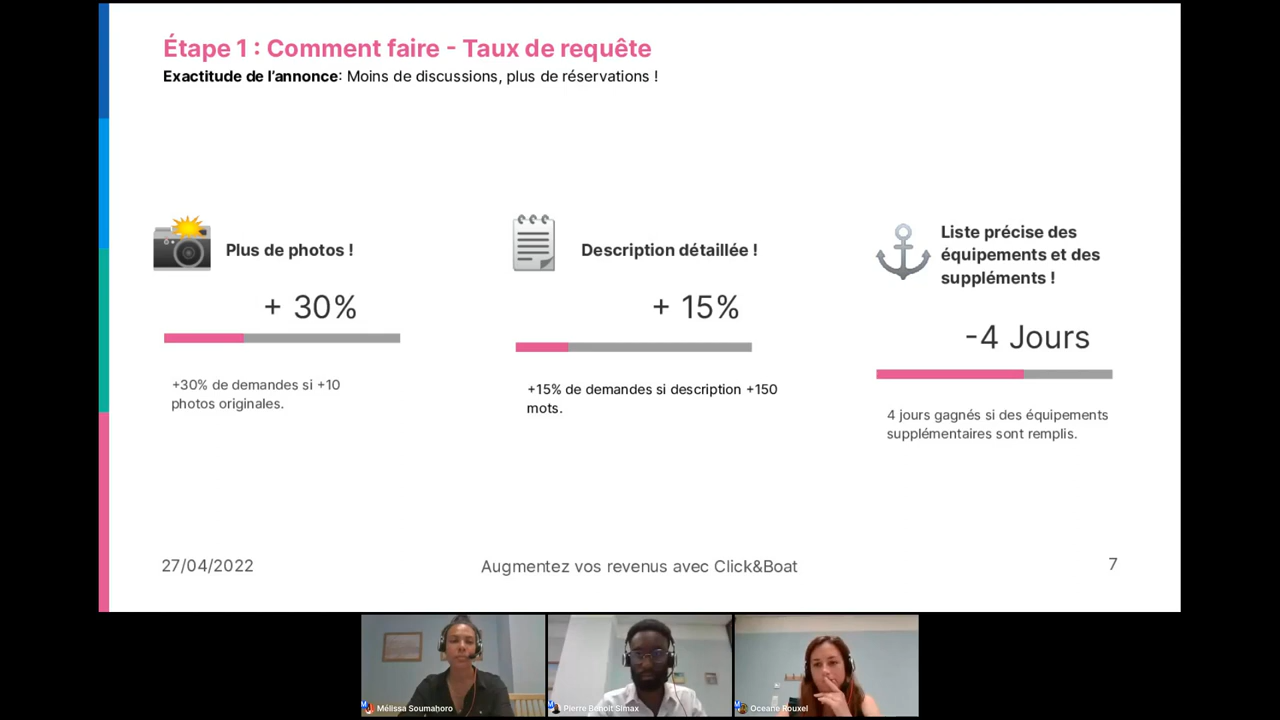 Étape 1 : Comment faire - Taux de requête
Exactitude de l'annonce: Moins de discussions, plus de réservations !
Plus de photos !
+ 30%
+30% de demandes si +10
photos originales.
Description détaillée !
+ 15%
+15% de demandes si description +150
mots.
Liste précise des
équipements et des
suppléments !
-4 Jours
4 jours gagnés si des équipements
supplémentaires sont remplis.
27/04/2022
Augmentez vos revenus avec Click&Boat
7
Mélissa Soumahoro
Pierre Benoit Simax
Oceane Rouxel